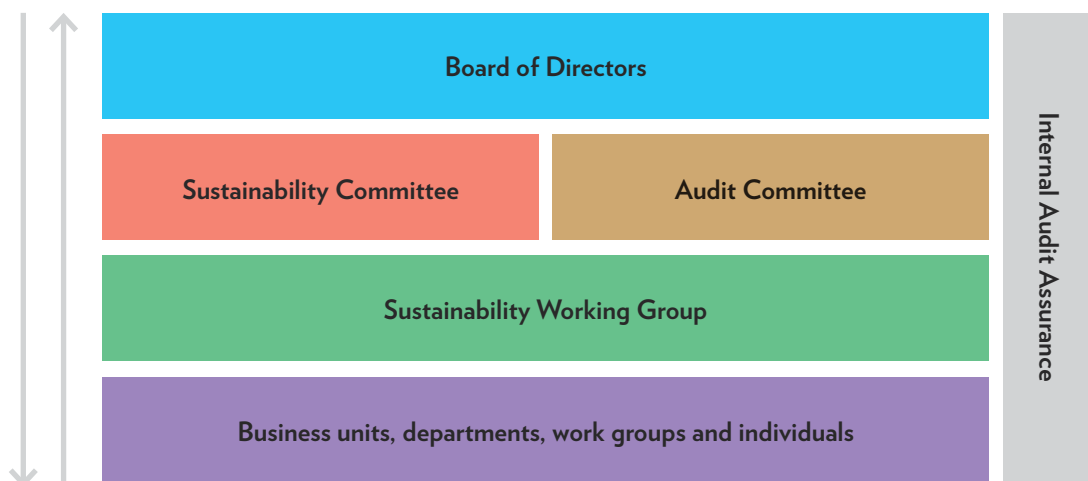 Board of Directors
Sustainability Committee
Audit Committee
Sustainability Working Group
Business units, departments, work groups and individuals
Internal Audit Assurance